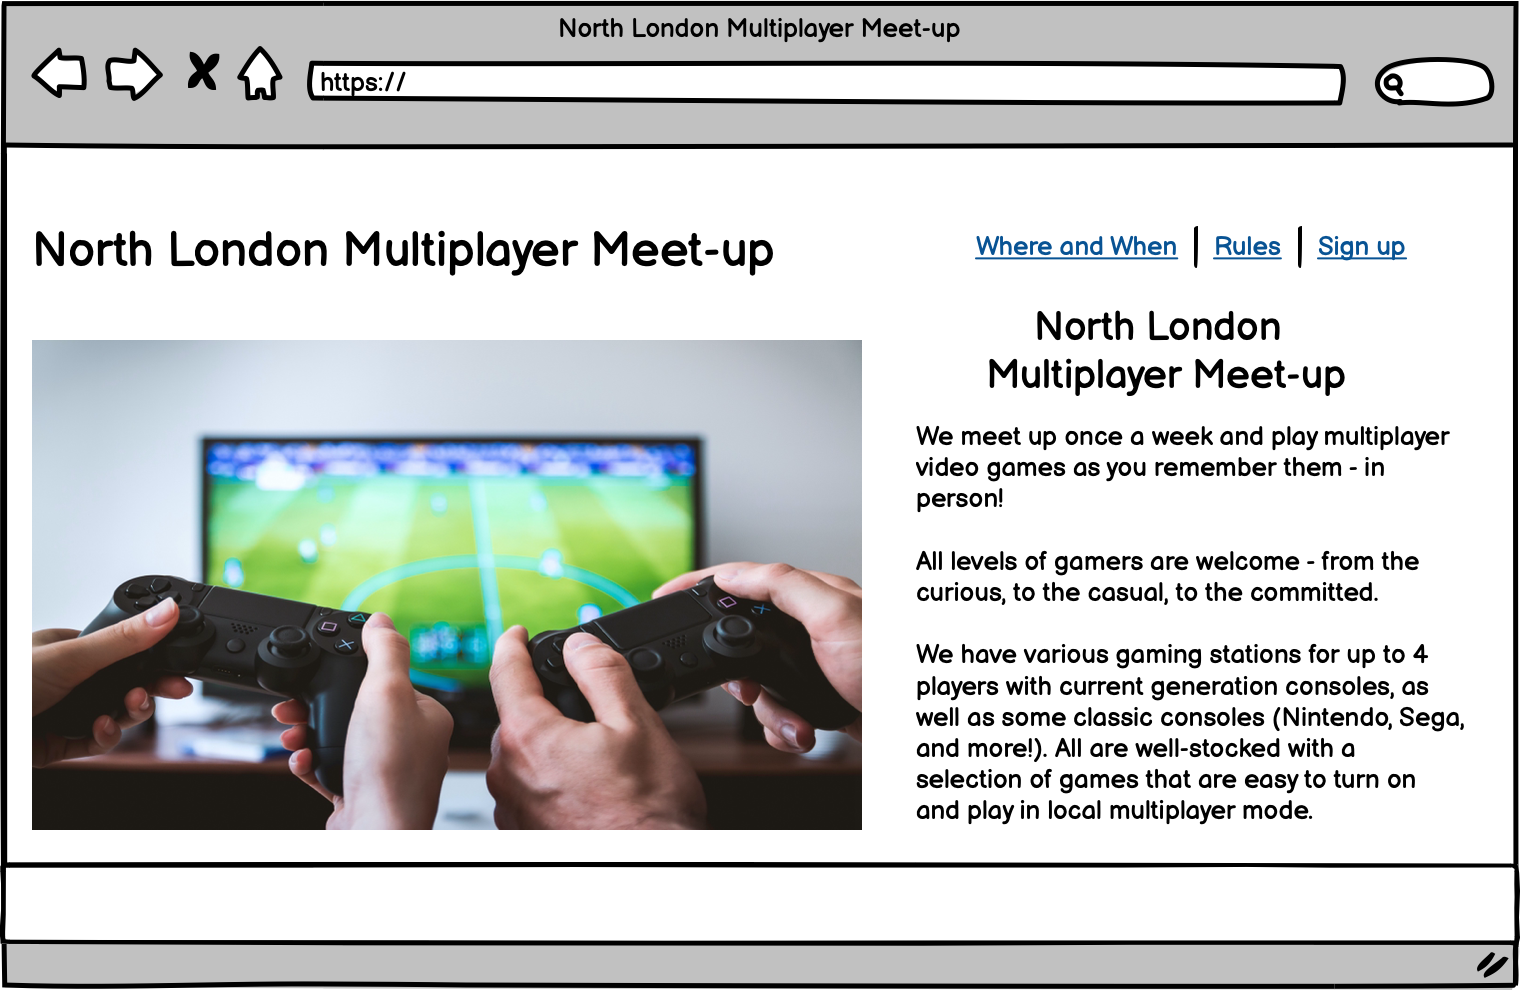 North London Multiplayer Meet-up
https://
North London Multiplayer Meet-up
Where and When | Rules | Sign up
North London
Multiplayer Meet-up
We meet up once a week and play multiplayer
video games as you remember them - in
person!
All levels of gamers are welcome - from the
curious, to the casual, to the committed.
We have various gaming stations for up to 4
players with current generation consoles, as
well as some classic consoles (Nintendo, Sega,
and more!). All are well-stocked with a
selection of games that are easy to turn on
and play in local multiplayer mode.